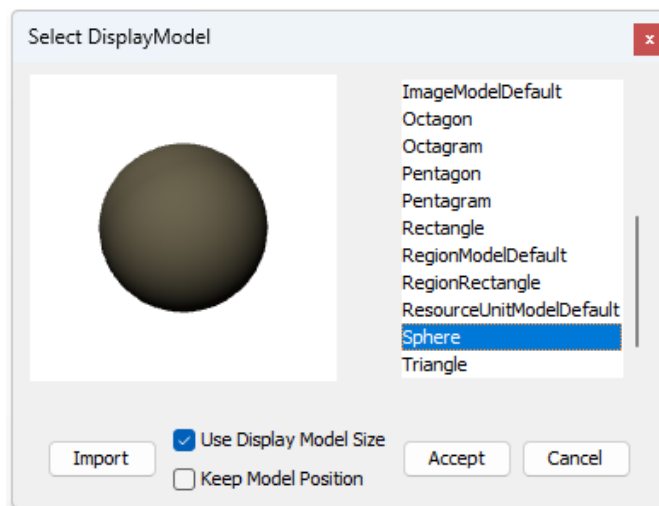 Select DisplayModel
x
ImageModelDefault
Octagon
Octagram
Pentagon
Pentagram
Rectangle
RegionModelDefault
RegionRectangle
ResourceUnitModelDefault
Sphere
Triangle
Import
Use Display Model Size
Keep Model Position
Accept
Cancel